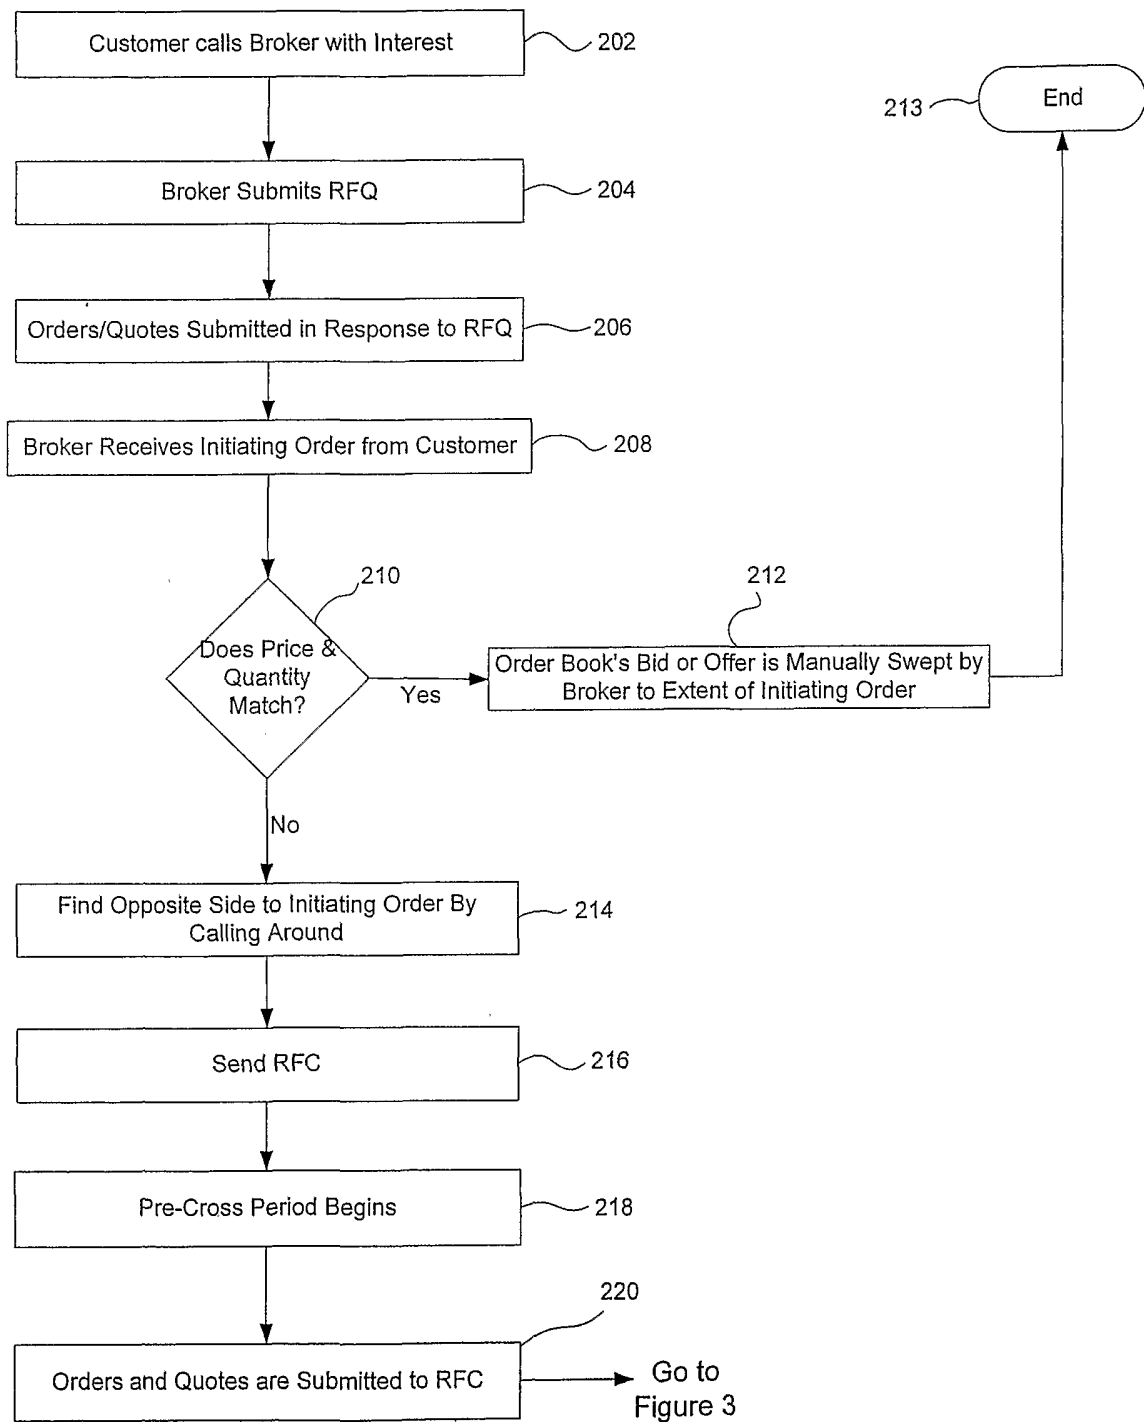 Customer calls Broker with Interest
202
213
End
Broker Submits RFQ
204
Orders/Quotes Submitted in Response to RFQ
206
Broker Receives Initiating Order from Customer
208
210
Does Price &
Quantity
Match?
Yes
212
Order Book's Bid or Offer is Manually Swept by
Broker to Extent of Initiating Order
No
Find Opposite Side to Initiating Order By
Calling Around
214
Send RFC
216
Pre-Cross Period Begins
218
220
Orders and Quotes are Submitted to RFC
Go to
Figure 3